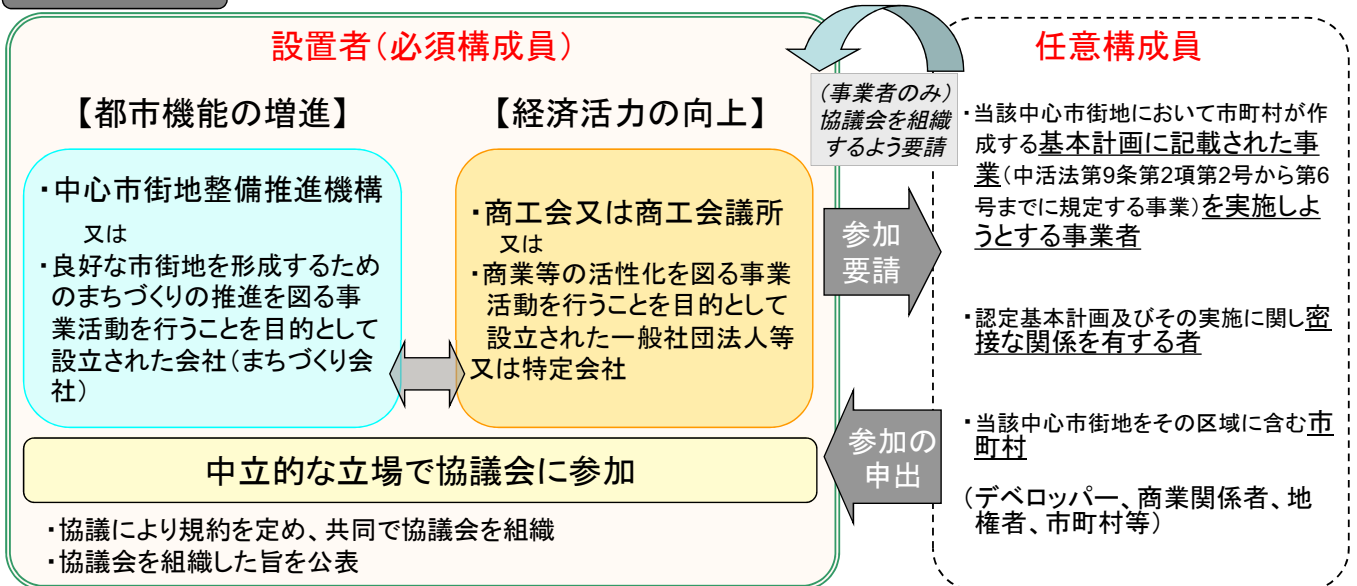 設置者(必須構成員)
【都市機能の増進】
・中心市街地整備推進機構
又は
・良好な市街地を形成するため
のまちづくりの推進を図る事
業活動を行うことを目的として
設立された会社(まちづくり会
社)
【経済活力の向上】
・商工会又は商工会議所
又は
・商業等の活性化を図る事業
活動を行うことを目的として
設立された一般社団法人等
又は特定会社
中立的な立場で協議会に参加
・協議により規約を定め、共同で協議会を組織
・協議会を組織した旨を公表
(事業者のみ)
協議会を組織
するよう要請
参加
要請
参加の
申出
任意構成員
・当該中心市街地において市町村が作
成する基本計画に記載された事
業(中活法第9条第2項第2号から第6
号までに規定する事業)を実施しよ
うとする事業者
・認定基本計画及びその実施に関し密
接な関係を有する者
・当該中心市街地をその区域に含む市
町村
(デベロッパー、商業関係者、地
権者、市町村等)